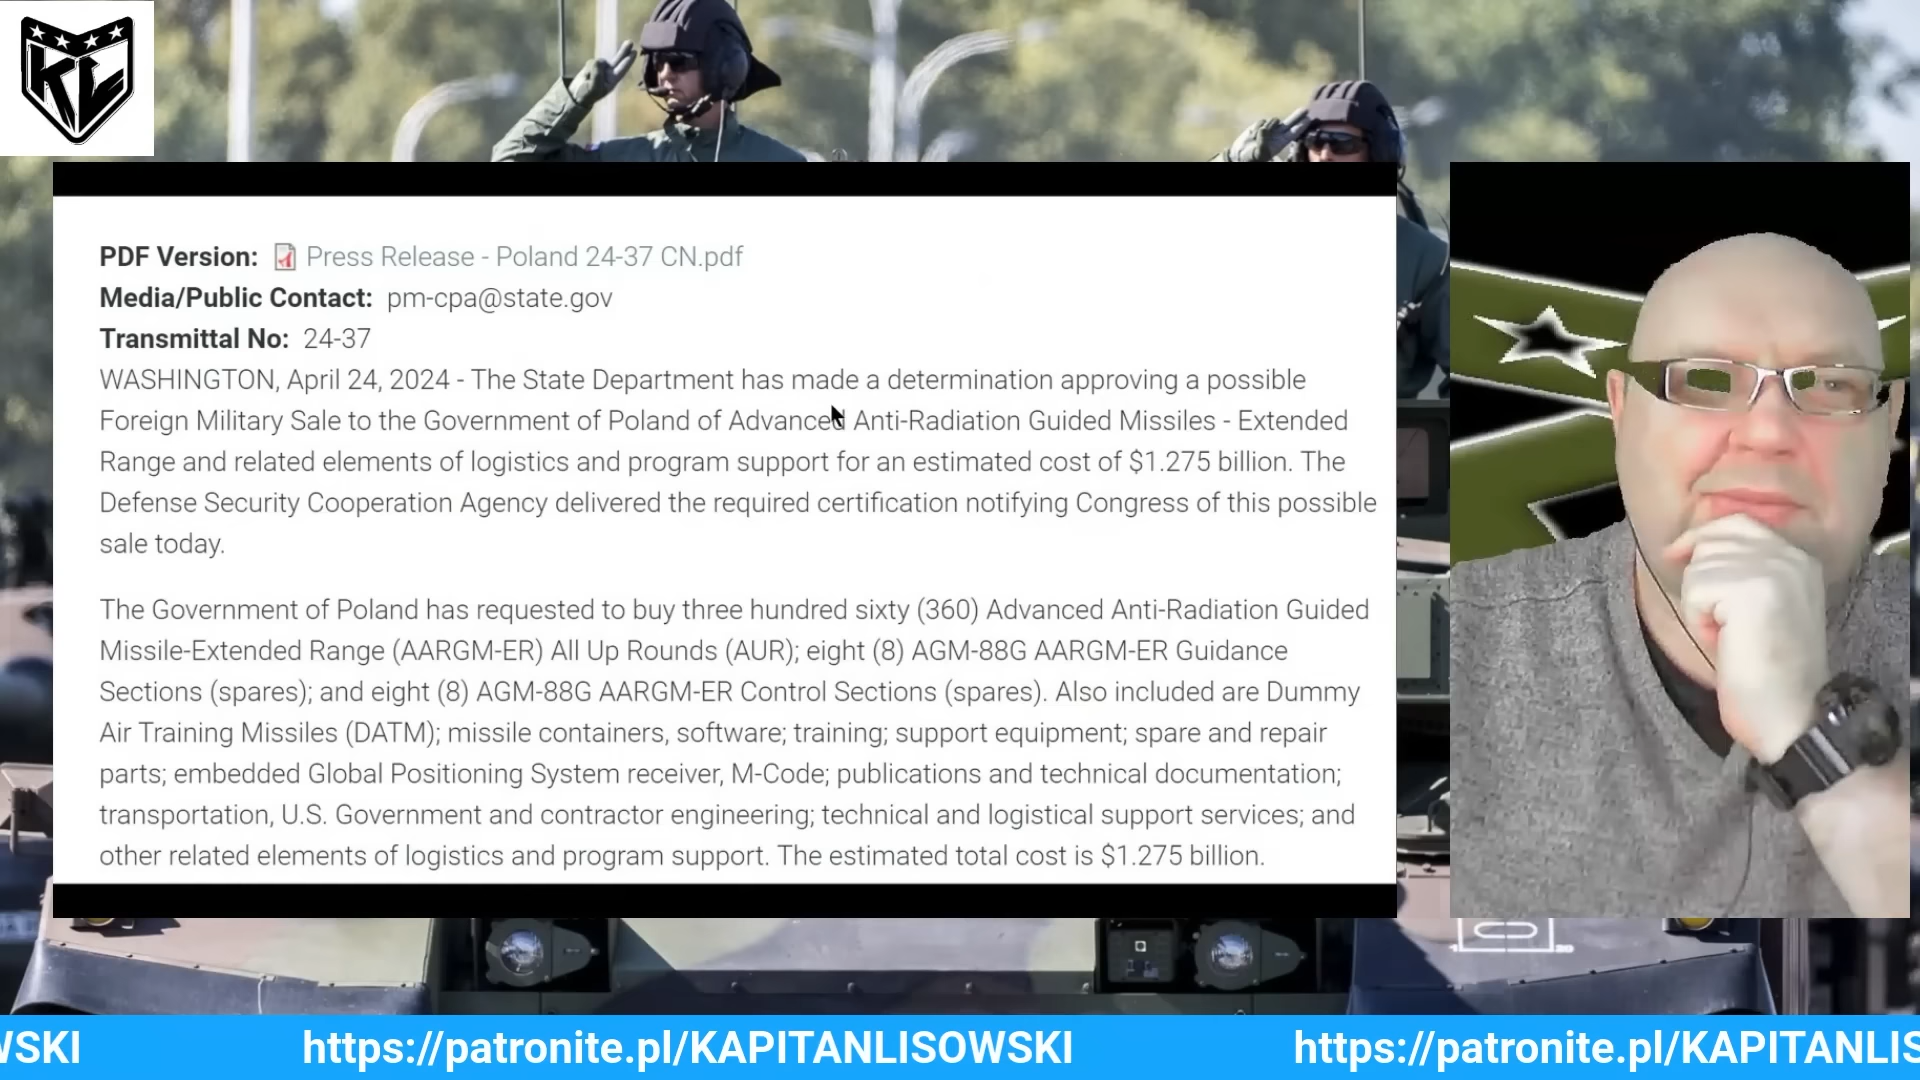 KL
PDF Version: Press Release - Poland 24-37 CN.pdf
Media/Public Contact: pm-cpa@state.gov
Transmittal No: 24-37
WASHINGTON, April 24, 2024 - The State Department has made a determination approving a possible
Foreign Military Sale to the Government of Poland of Advanced Anti-Radiation Guided Missiles - Extended
Range and related elements of logistics and program support for an estimated cost of $1.275 billion. The
Defense Security Cooperation Agency delivered the required certification notifying Congress of this possible
sale today.
The Government of Poland has requested to buy three hundred sixty (360) Advanced Anti-Radiation Guided
Missile-Extended Range (AARGM-ER) All Up Rounds (AUR); eight (8) AGM-88G AARGM-ER Guidance
Sections (spares); and eight (8) AGM-88G AARGM-ER Control Sections (spares). Also included are Dummy
Air Training Missiles (DATM); missile containers, software; training; support equipment; spare and repair
parts; embedded Global Positioning System receiver, M-Code; publications and technical documentation;
transportation, U.S. Government and contractor engineering; technical and logistical support services; and
other related elements of logistics and program support. The estimated total cost is $1.275 billion.
WSKI https://patronite.pl/KAPITANLISOWSKI https://patronite.pl/KAPITANLIS